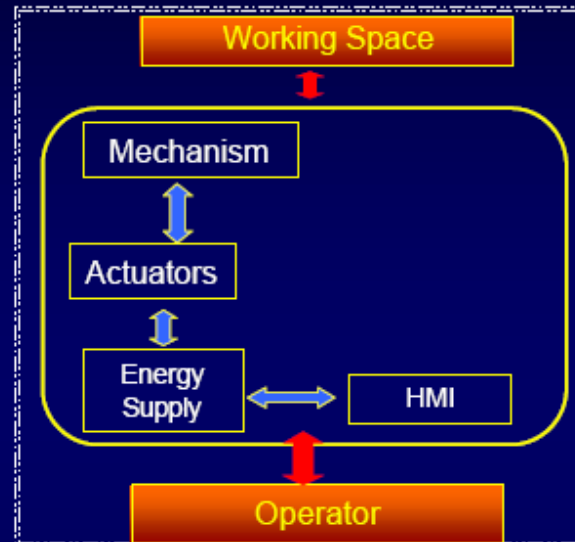 Working Space
Mechanism
Actuators
Energy
Supply
HMI
Operator